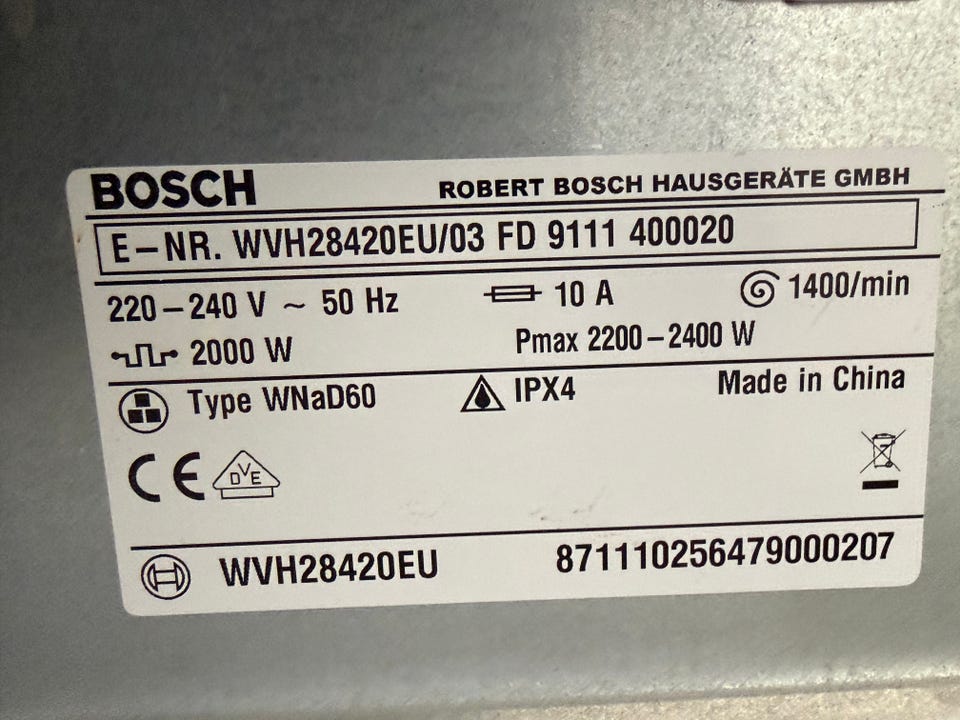 BOSCH ROBERT BOSCH HAUSGERÄTE GMBH
E-NR. WVH28420EU/03 FD 9111 400020
220-240 V ~ 50 Hz 10 A 1400/min
2000 W Pmax 2200-2400 W
Type WNaD60 IPX4 Made in China
CE DVE
WVH28420EU 871110256479000207